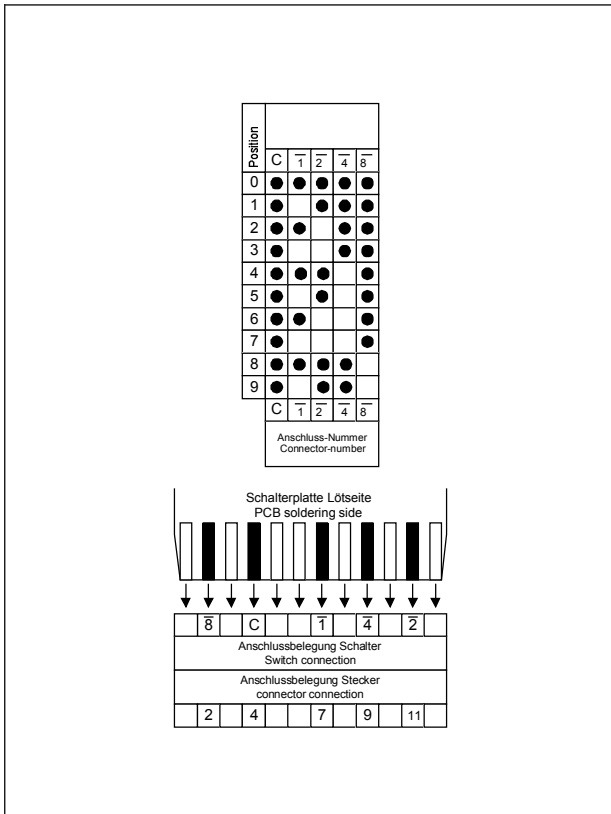 Position
C 1̅ 2̅ 4̅ 8̅
0 ● ● ● ● ●
1 ● ● ● ●
2 ● ● ● ●
3 ● ● ●
4 ● ● ● ●
5 ● ● ●
6 ● ● ●
7 ● ●
8 ● ● ● ●
9 ● ● ●
C 1̅ 2̅ 4̅ 8̅
Anschluss-Nummer
Connector-number
Schalterplatte Lötseite
PCB soldering side
8̅ C 1̅ 4̅ 2̅
Anschlussbelegung Schalter
Switch connection
Anschlussbelegung Stecker
connector connection
2 4 7 9 11